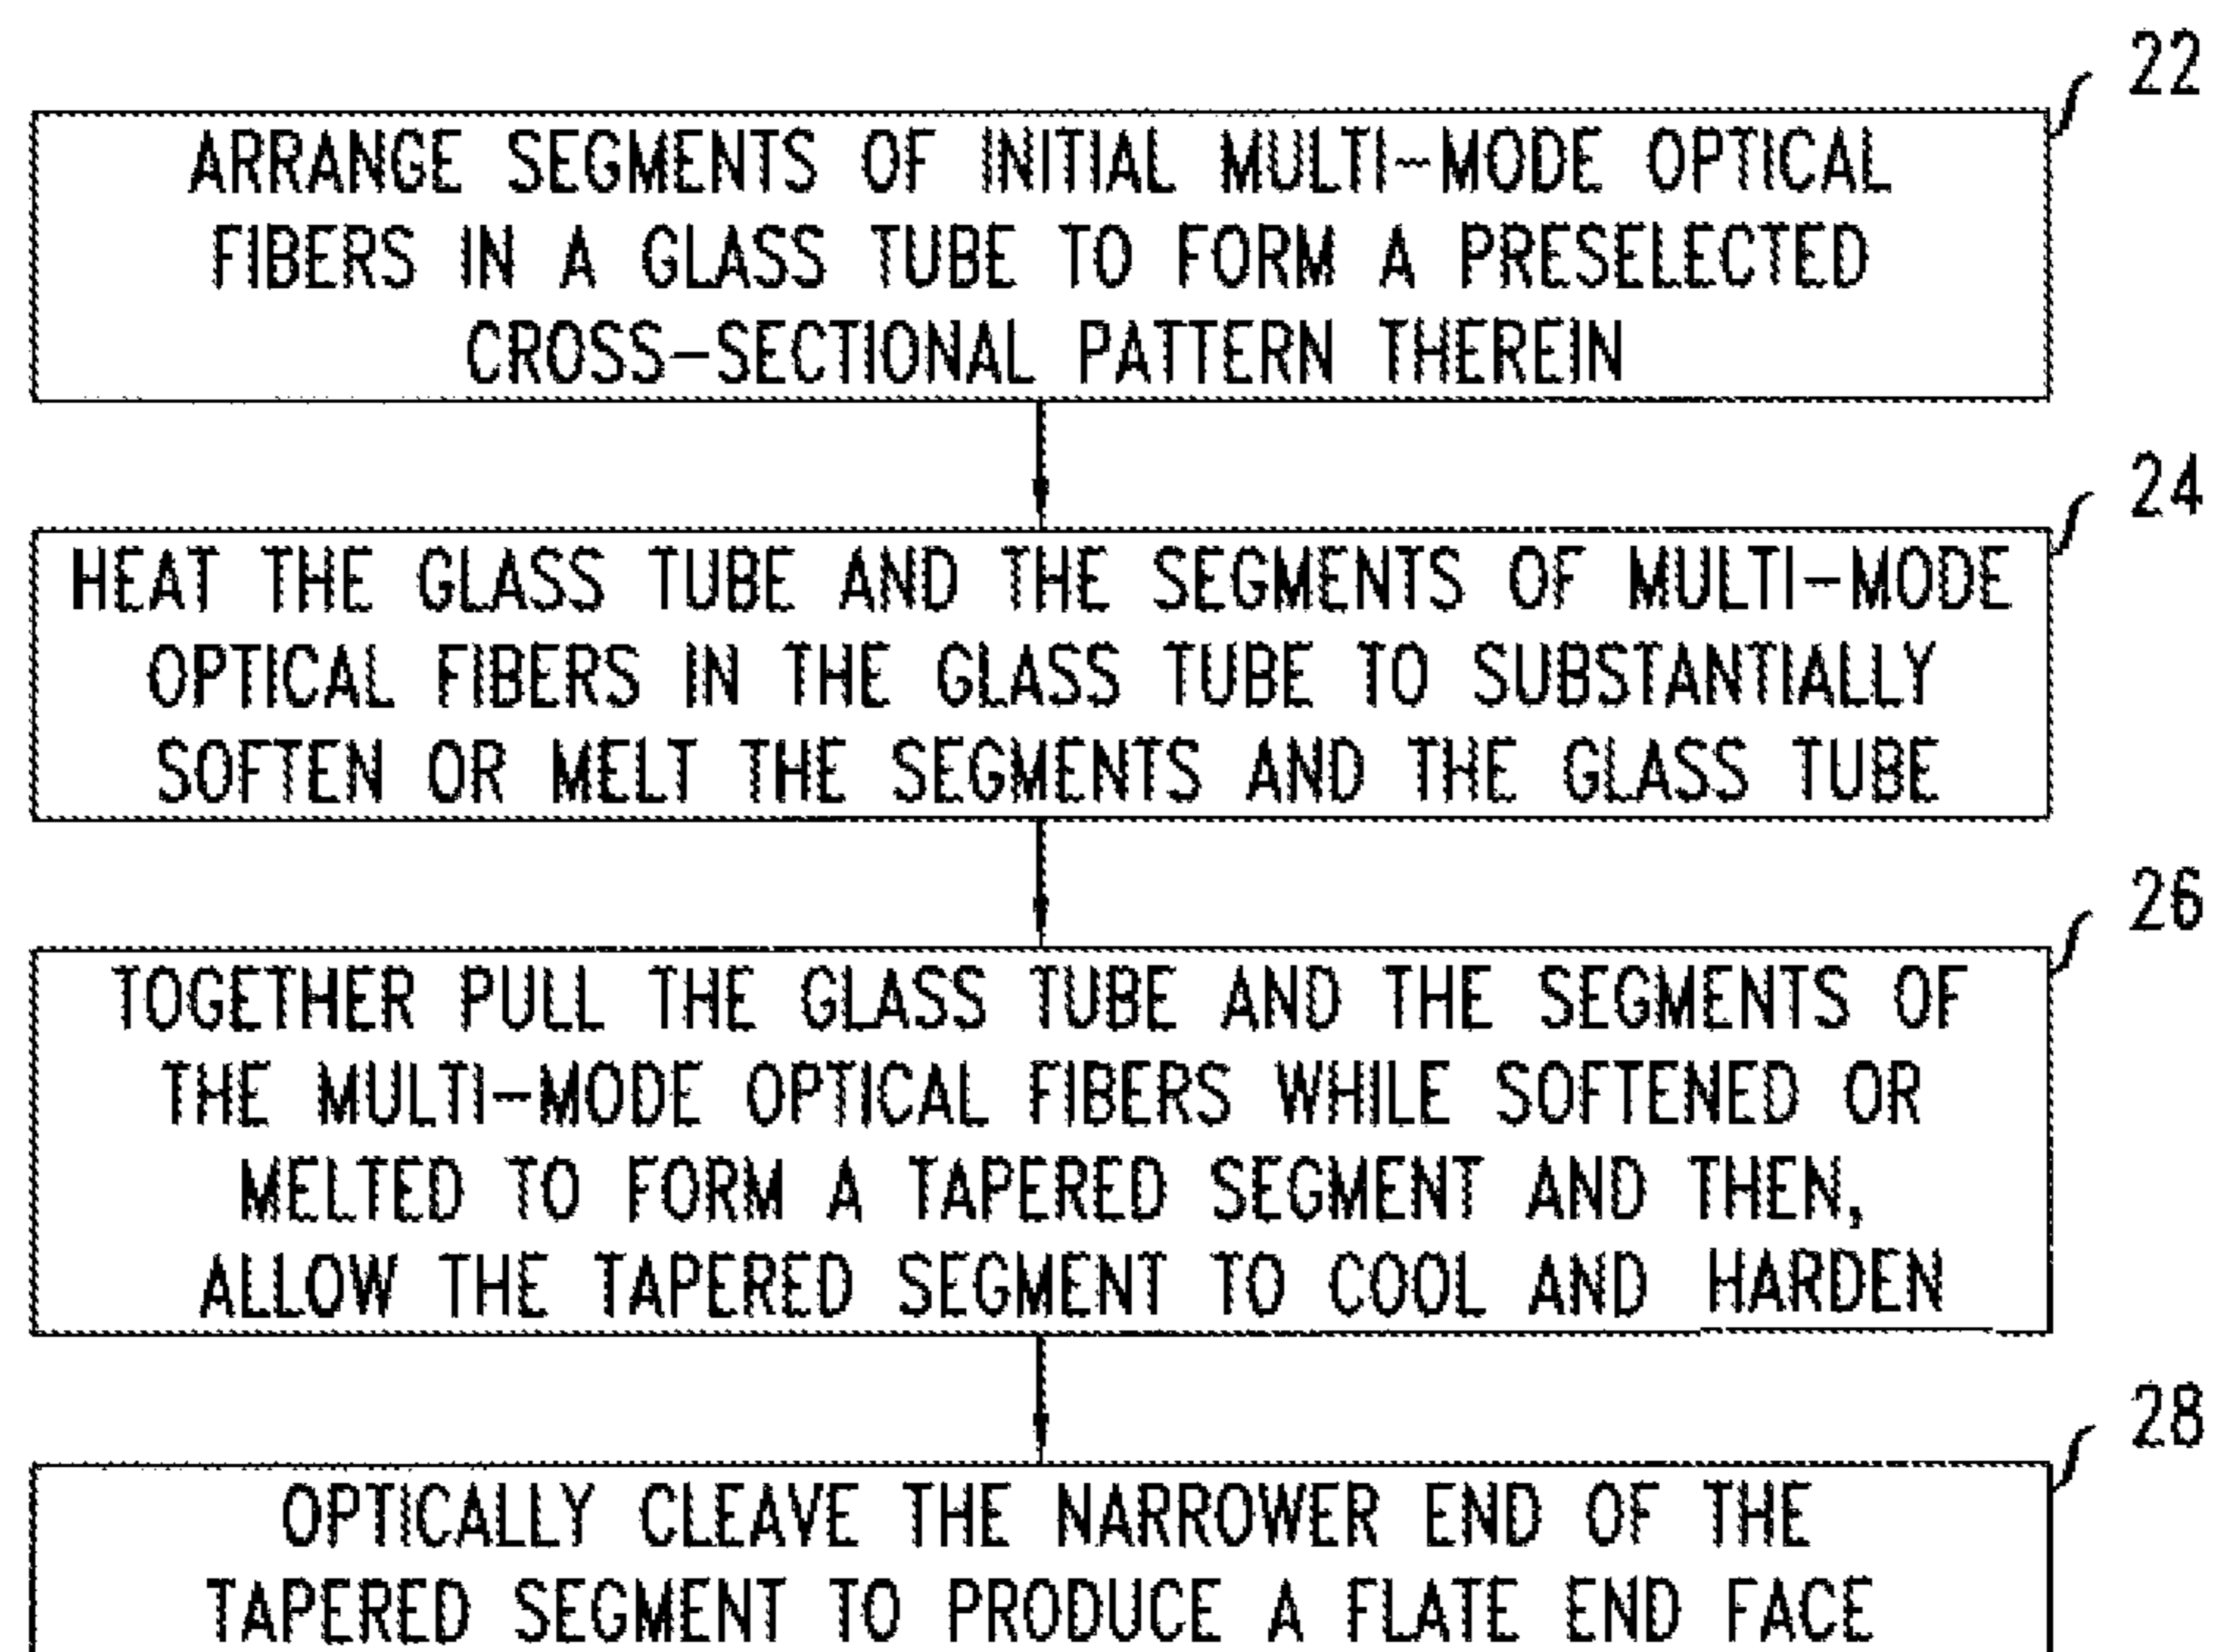 22
ARRANGE SEGMENTS OF INITIAL MULTI-MODE OPTICAL
FIBERS IN A GLASS TUBE TO FORM A PRESELECTED
CROSS-SECTIONAL PATTERN THEREIN
24
HEAT THE GLASS TUBE AND THE SEGMENTS OF MULTI-MODE
OPTICAL FIBERS IN THE GLASS TUBE TO SUBSTANTIALLY
SOFTEN OR MELT THE SEGMENTS AND THE GLASS TUBE
26
TOGETHER PULL THE GLASS TUBE AND THE SEGMENTS OF
THE MULTI-MODE OPTICAL FIBERS WHILE SOFTENED OR
MELTED TO FORM A TAPERED SEGMENT AND THEN,
ALLOW THE TAPERED SEGMENT TO COOL AND HARDEN
28
OPTICALLY CLEAVE THE NARROWER END OF THE
TAPERED SEGMENT TO PRODUCE A FLATE END FACE